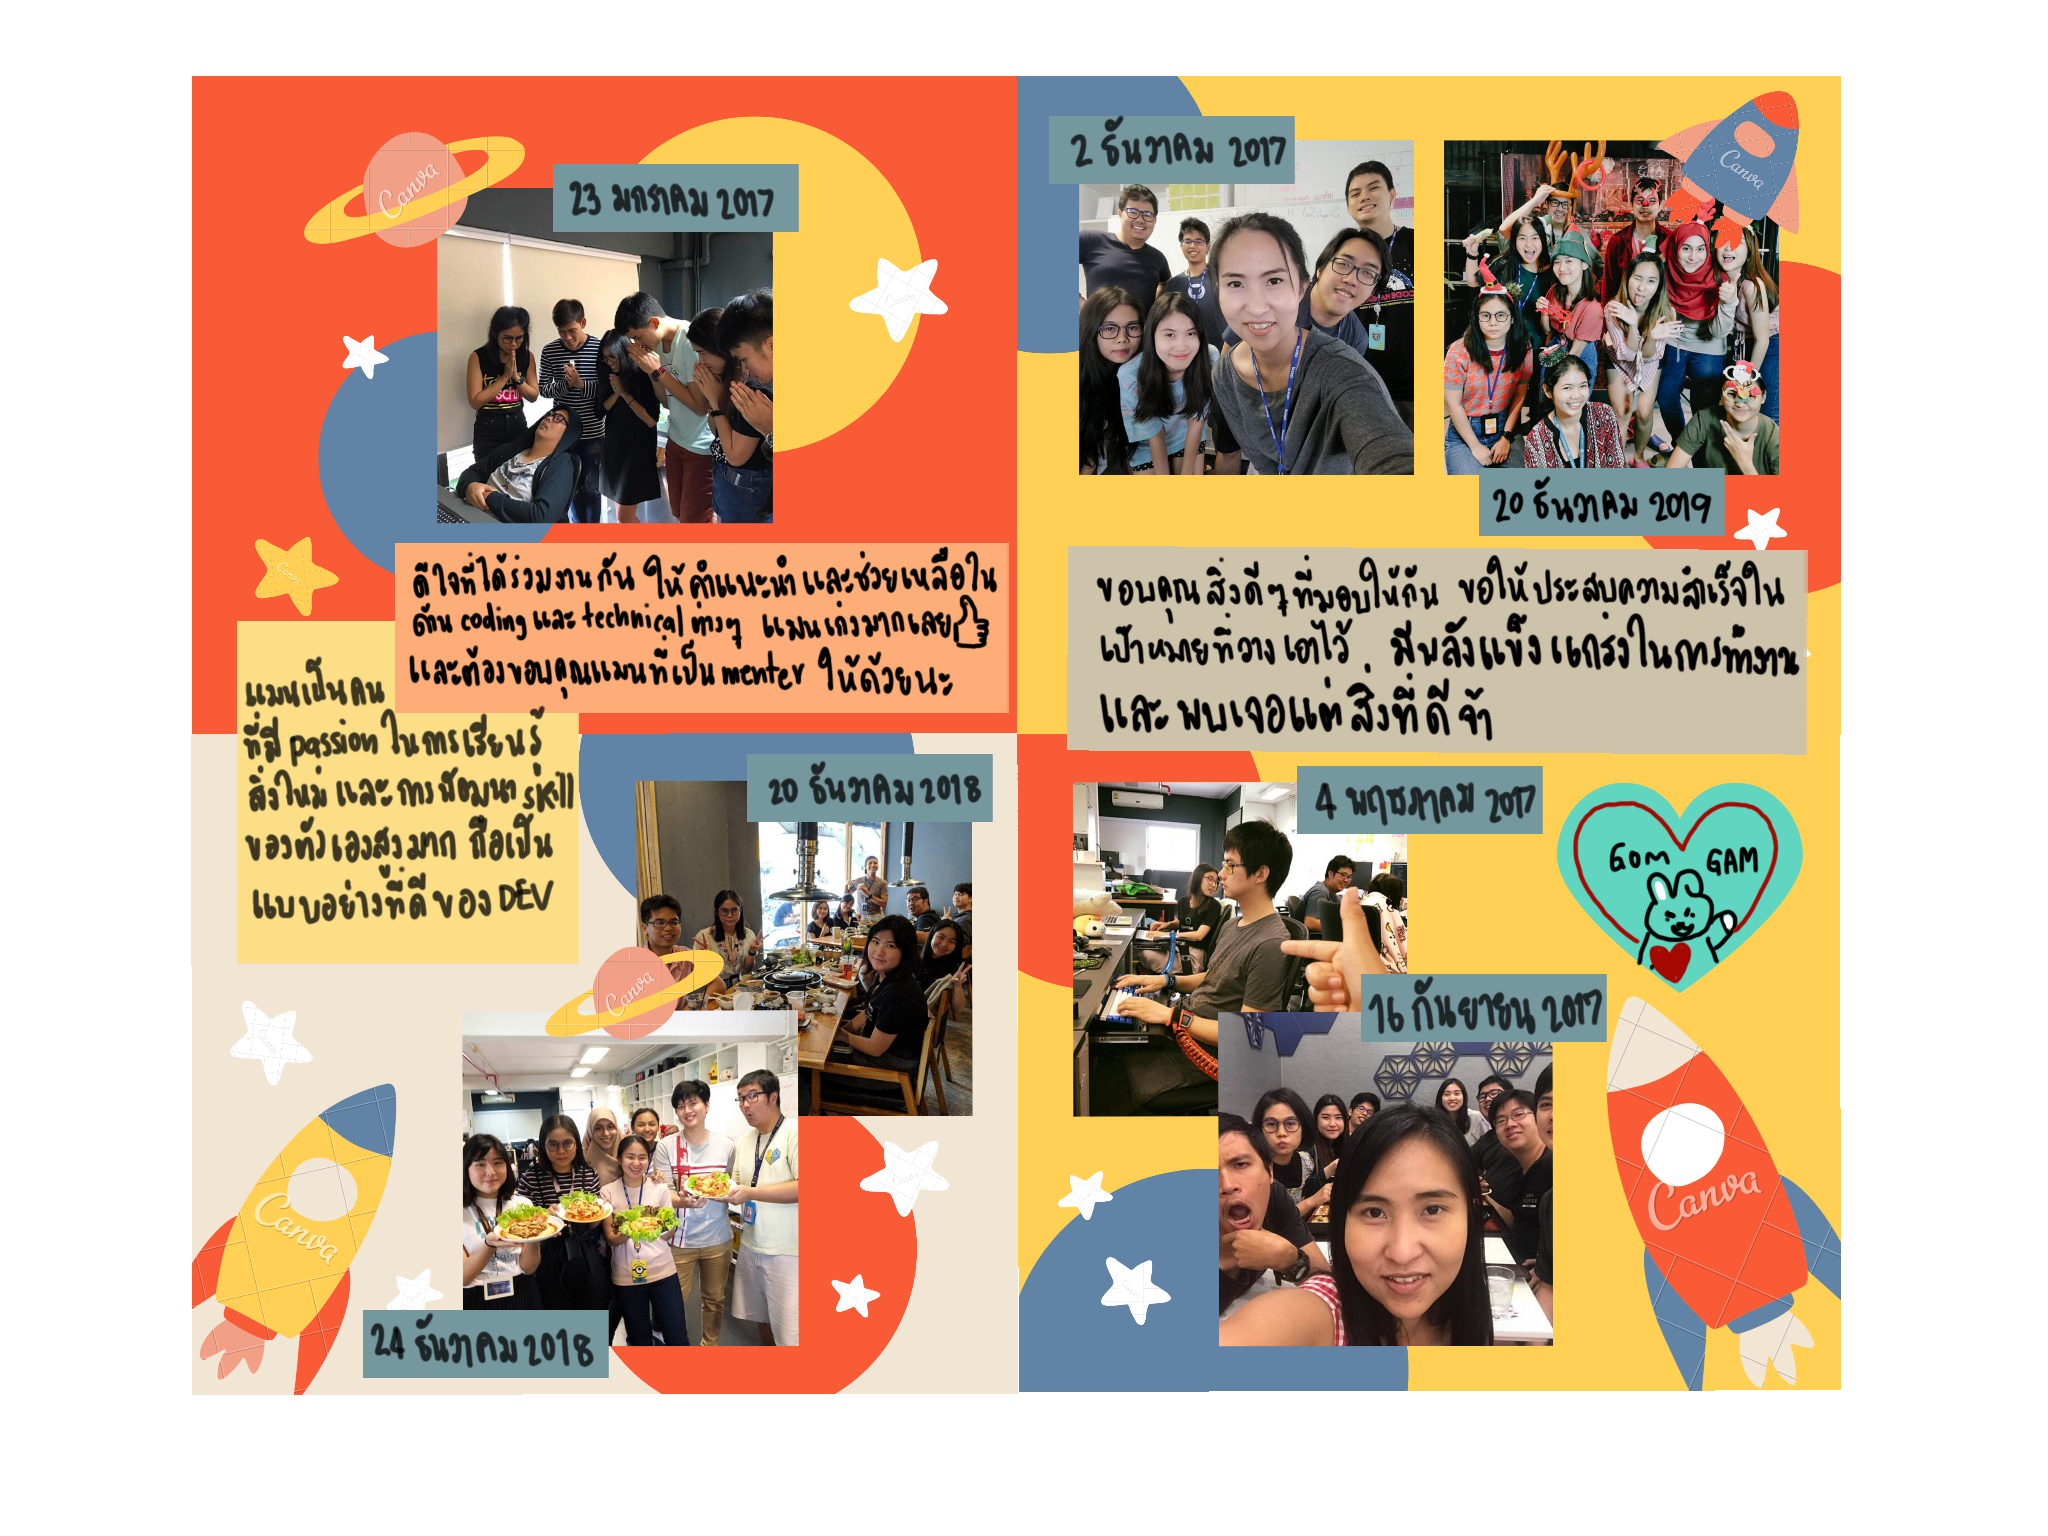 23 มกราคม 2017
ดีใจที่ได้ร่วมงานกัน ให้คำแนะนำและช่วยเหลือใน
ด้าน coding และ technical ต่างๆ แมนเก่งมากเลย
และต้องขอบคุณแมนที่เป็น menter ให้ด้วยนะ
แมนเป็นคน
ที่มี passion ในการเรียนรู้
สิ่งใหม่ และการพัฒนา skill
ของตัวเองสูงมาก ถือเป็น
แบบอย่างที่ดีของ DEV
20 ธันวาคม 2018
24 ธันวาคม 2018
2 ธันวาคม 2017
20 ธันวาคม 2019
ขอบคุณสิ่งดีๆที่มอบให้กัน ขอให้ประสบความสำเร็จใน
เป้าหมายที่วางเอาไว้ มีพลังแข็งแกร่งในการทำงาน
และพบเจอแต่สิ่งที่ดีจ้า
4 พฤษภาคม 2017
GOM GAM
16 กันยายน 2017
Canva
Canva
Canva
Canva
Canva